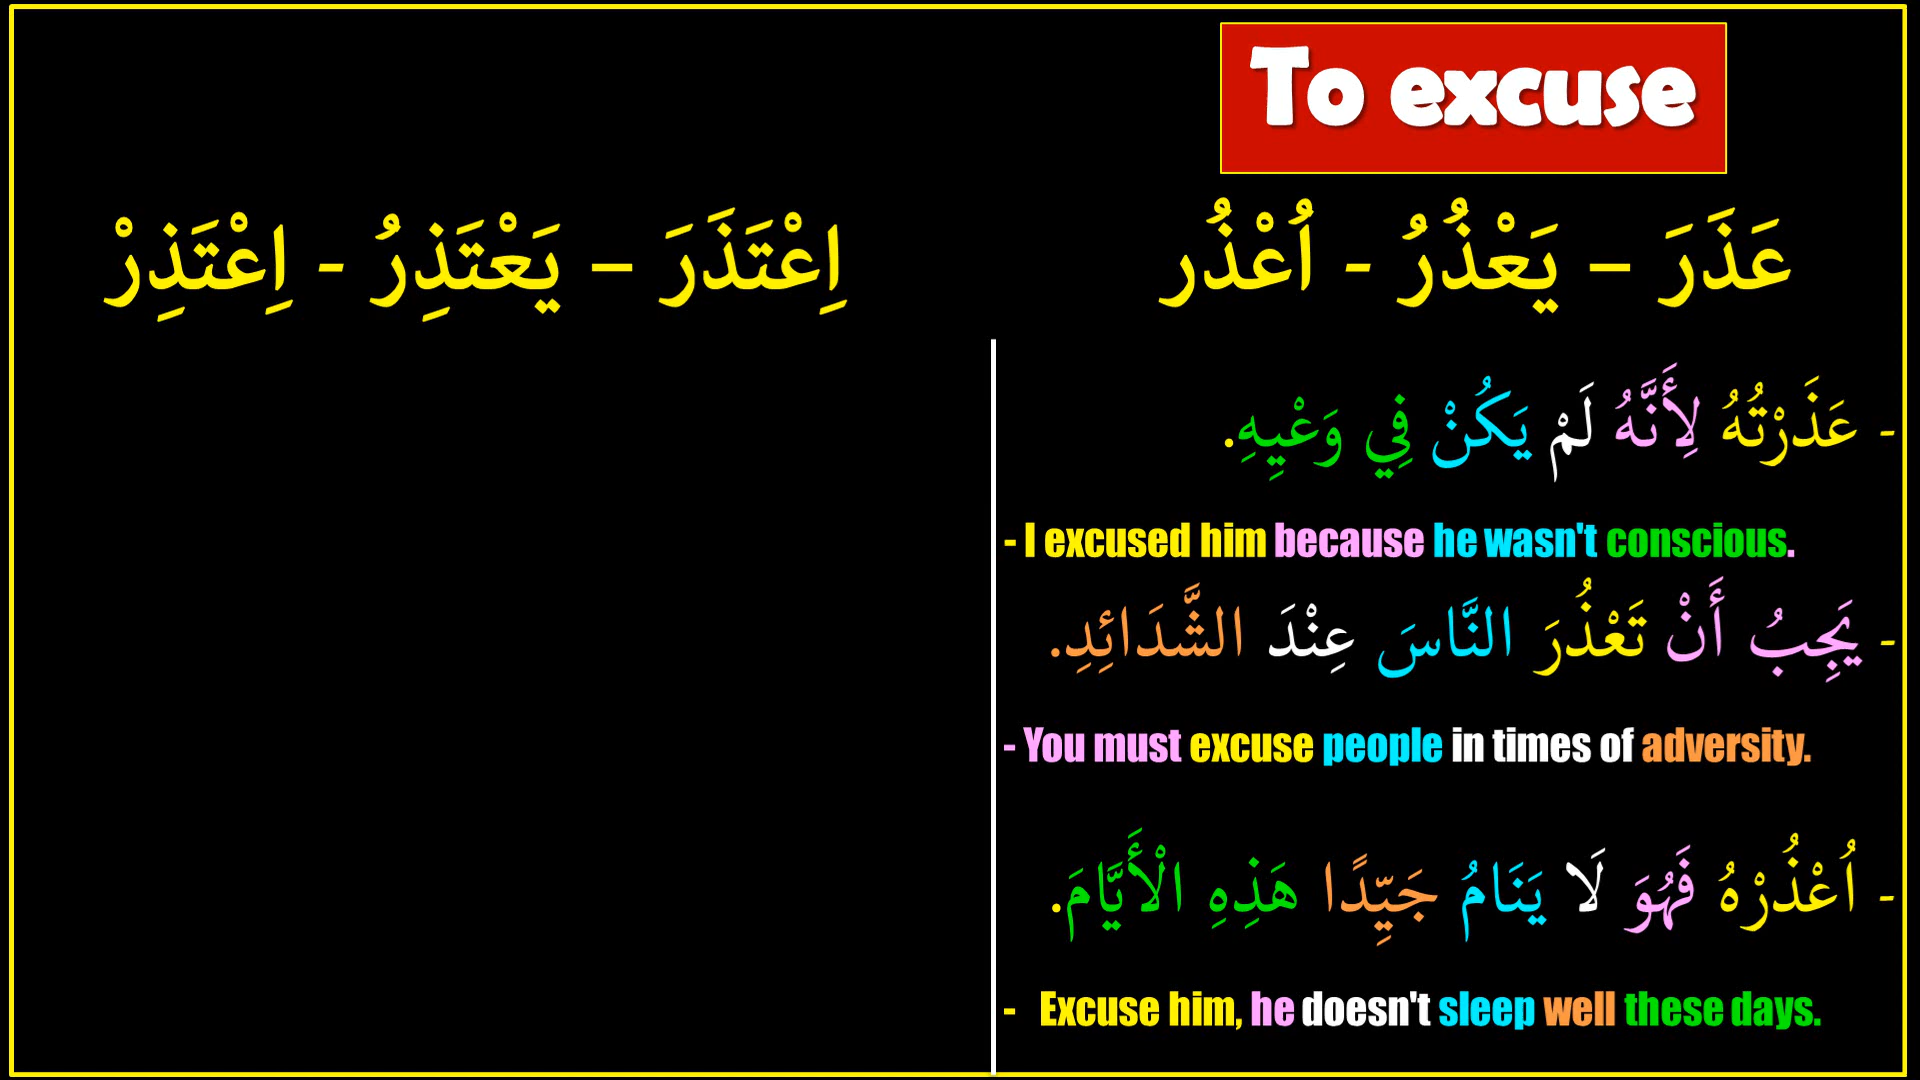 To excuse
عَذَرَ – يَعْذُرُ - اُعْذُر
اِعْتَذَرَ – يَعْتَذِرُ - اِعْتَذِرْ
- عَذَرْتُهُ لِأَنَّهُ لَمْ يَكُنْ فِي وَعْيِهِ.
- I excused him because he wasn't conscious.
- يَجِبُ أَنْ تَعْذُرَ النَّاسَ عِنْدَ الشَّدَائِدِ.
- You must excuse people in times of adversity.
- اُعْذُرْهُ فَهُوَ لَا يَنَامُ جَيِّدًا هَذِهِ الْأَيَّامَ.
- Excuse him, he doesn't sleep well these days.